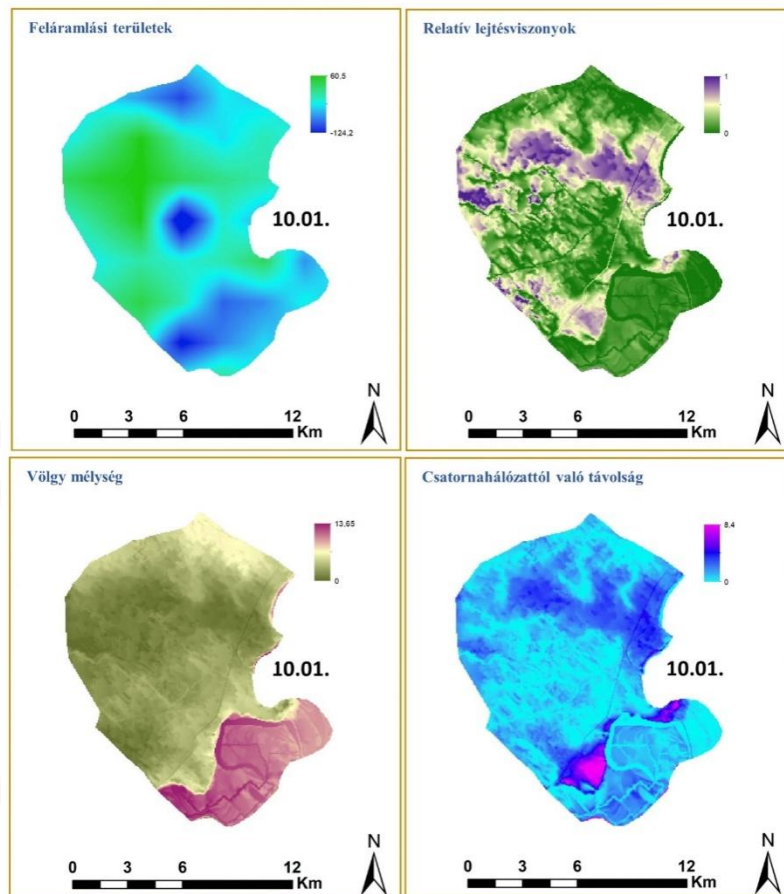 Feláramlási területek
60.5
-124.2
10.01.
N
0 3 6 12
Km
Relatív lejtésviszonyok
1
0
10.01.
N
0 3 6 12
Km
Völgy mélység
13,65
0
10.01.
N
0 3 6 12
Km
Csatornahálózattól való távolság
8,4
0
10.01.
N
0 3 6 12
Km